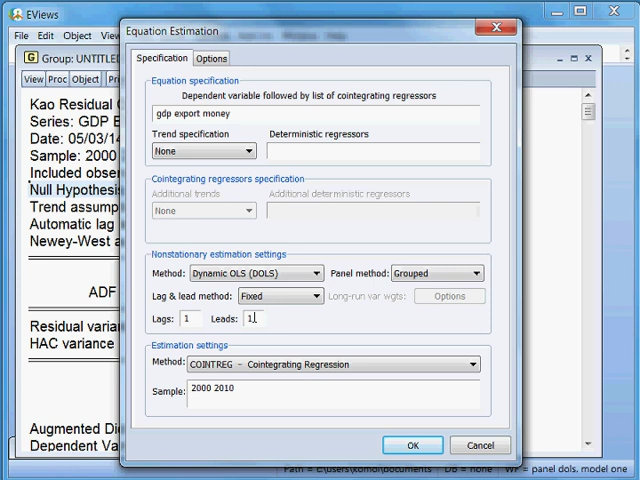 EViews
File Edit Object View
Group: UNTITL
View Proc Object
Kao Residual C
Series: GDP E
Date: 05/03/14
Sample: 2000
Included obse
Null Hypothesis
Trend assump
Automatic lag
Newey-West a
ADF
Residual varia
HAC variance
Augmented Di
Dependent Va
Equation Estimation
Specification Options
Equation specification
Dependent variable followed by list of cointegrating regressors
gdp export money
Trend specification Deterministic regressors
None
Cointegrating regressors specification
Additional trends Additional deterministic regressors
None
Nonstationary estimation settings
Method: Dynamic OLS (DOLS) Panel method: Grouped
Lag & lead method: Fixed Long-run var wgts: Options
Lags: 1 Leads: 1
Estimation settings
Method: COINTREG - Cointegrating Regression
Sample: 2000 2010
OK Cancel
Path = c:\users\komol\documents DB = none WF = panel dols, model one